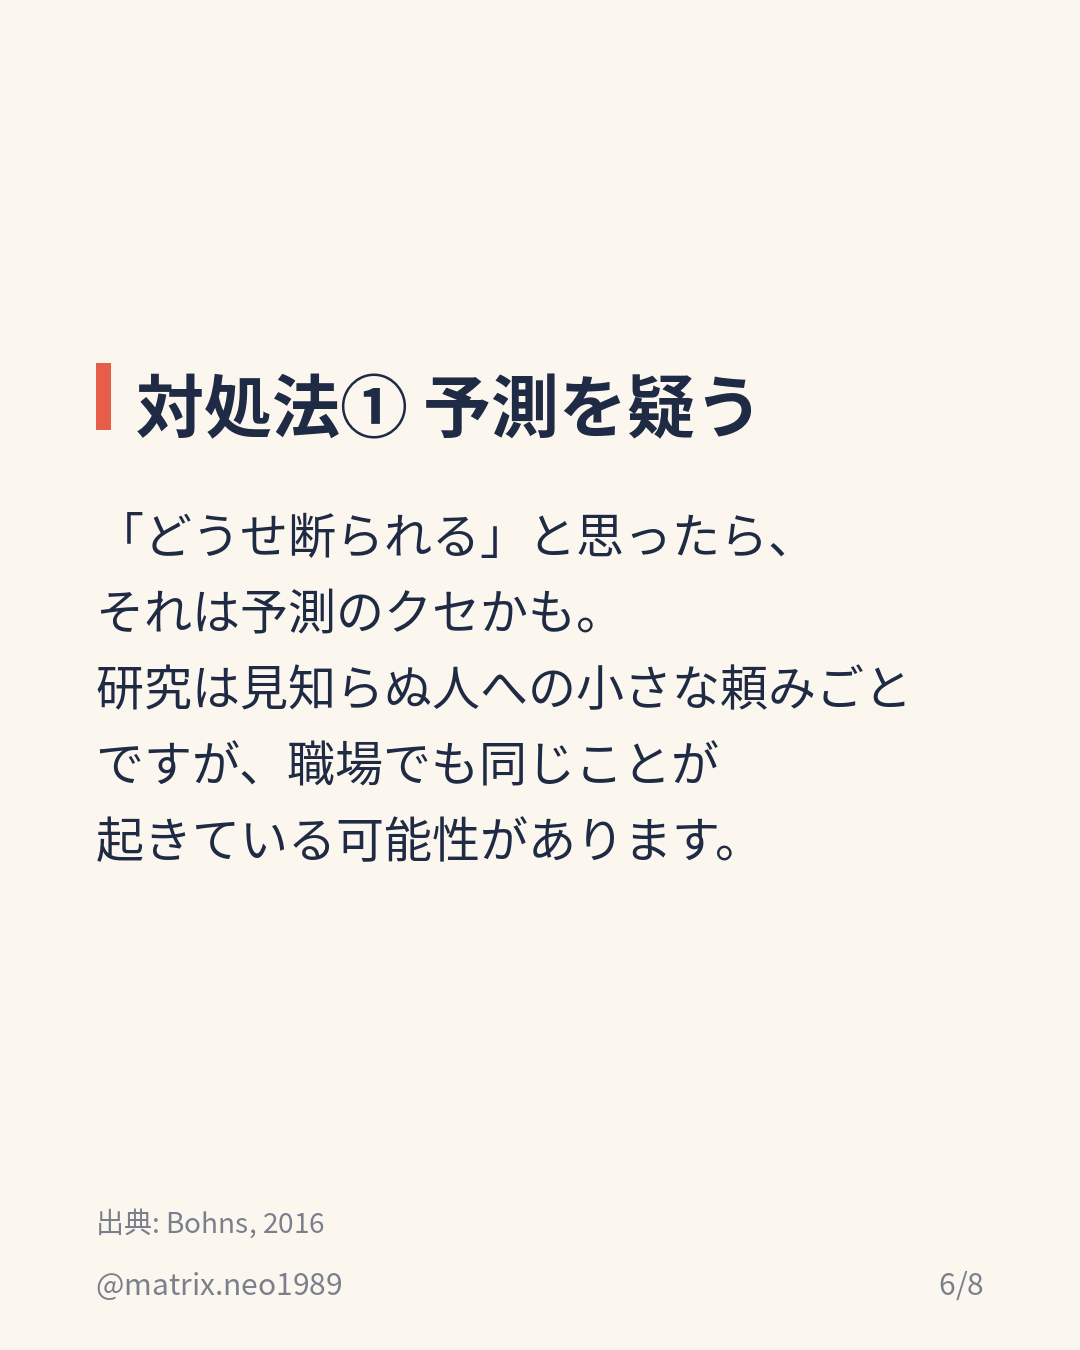 対処法① 予測を疑う
「どうせ断られる」と思ったら、
それは予測のクセかも。
研究は見知らぬ人への小さな頼みごと
ですが、職場でも同じことが
起きている可能性があります。
出典: Bohns, 2016
@matrix.neo1989
6/8